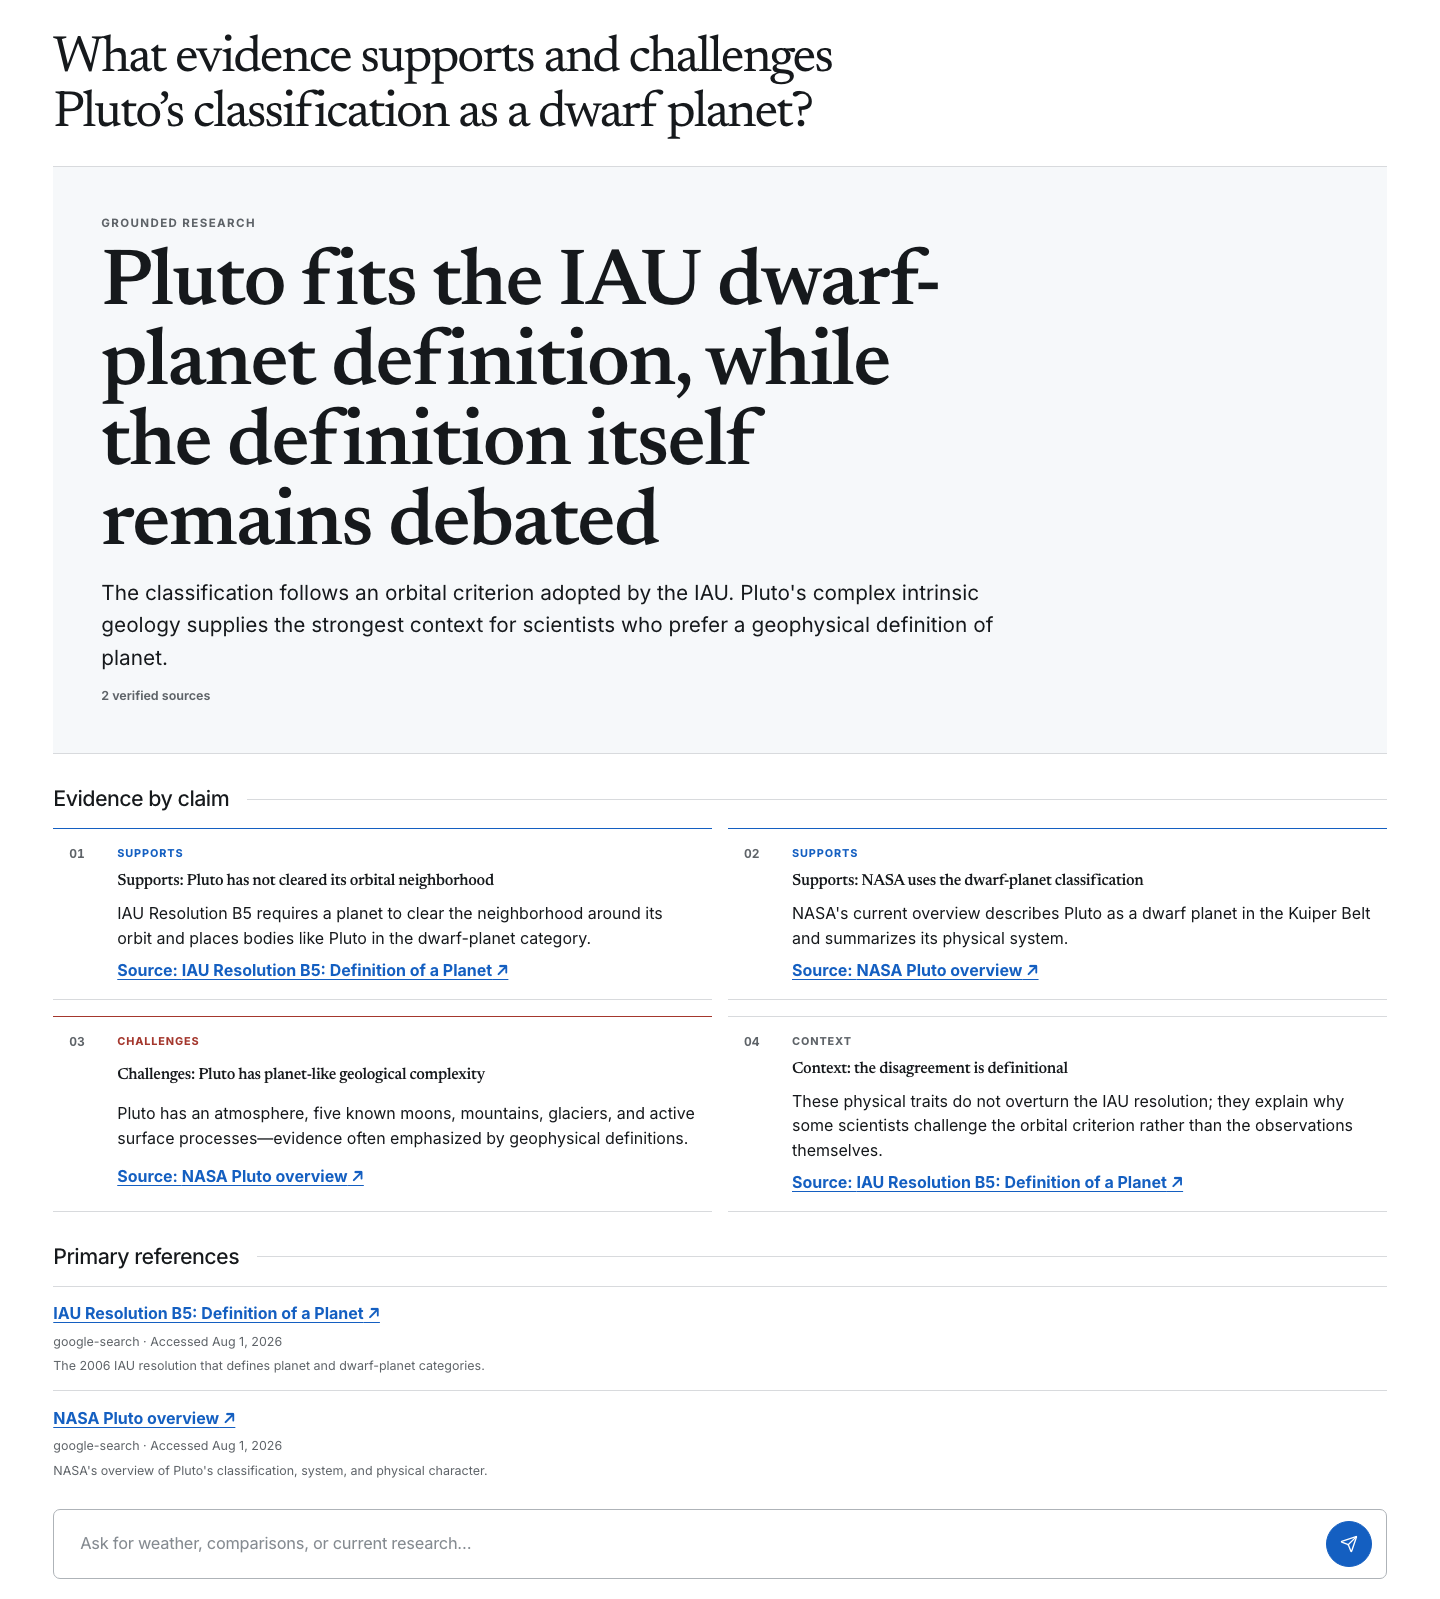 What evidence supports and challenges
Pluto’s classification as a dwarf planet?
GROUNDED RESEARCH
Pluto fits the IAU dwarf-
planet definition, while
the definition itself
remains debated
The classification follows an orbital criterion adopted by the IAU. Pluto's complex intrinsic
geology supplies the strongest context for scientists who prefer a geophysical definition of
planet.
2 verified sources
Evidence by claim
01
SUPPORTS
Supports: Pluto has not cleared its orbital neighborhood
IAU Resolution B5 requires a planet to clear the neighborhood around its
orbit and places bodies like Pluto in the dwarf-planet category.
Source: IAU Resolution B5: Definition of a Planet ↗
02
SUPPORTS
Supports: NASA uses the dwarf-planet classification
NASA's current overview describes Pluto as a dwarf planet in the Kuiper Belt
and summarizes its physical system.
Source: NASA Pluto overview ↗
03
CHALLENGES
Challenges: Pluto has planet-like geological complexity
Pluto has an atmosphere, five known moons, mountains, glaciers, and active
surface processes—evidence often emphasized by geophysical definitions.
Source: NASA Pluto overview ↗
04
CONTEXT
Context: the disagreement is definitional
These physical traits do not overturn the IAU resolution; they explain why
some scientists challenge the orbital criterion rather than the observations
themselves.
Source: IAU Resolution B5: Definition of a Planet ↗
Primary references
IAU Resolution B5: Definition of a Planet ↗
google-search · Accessed Aug 1, 2026
The 2006 IAU resolution that defines planet and dwarf-planet categories.
NASA Pluto overview ↗
google-search · Accessed Aug 1, 2026
NASA's overview of Pluto's classification, system, and physical character.
Ask for weather, comparisons, or current research...